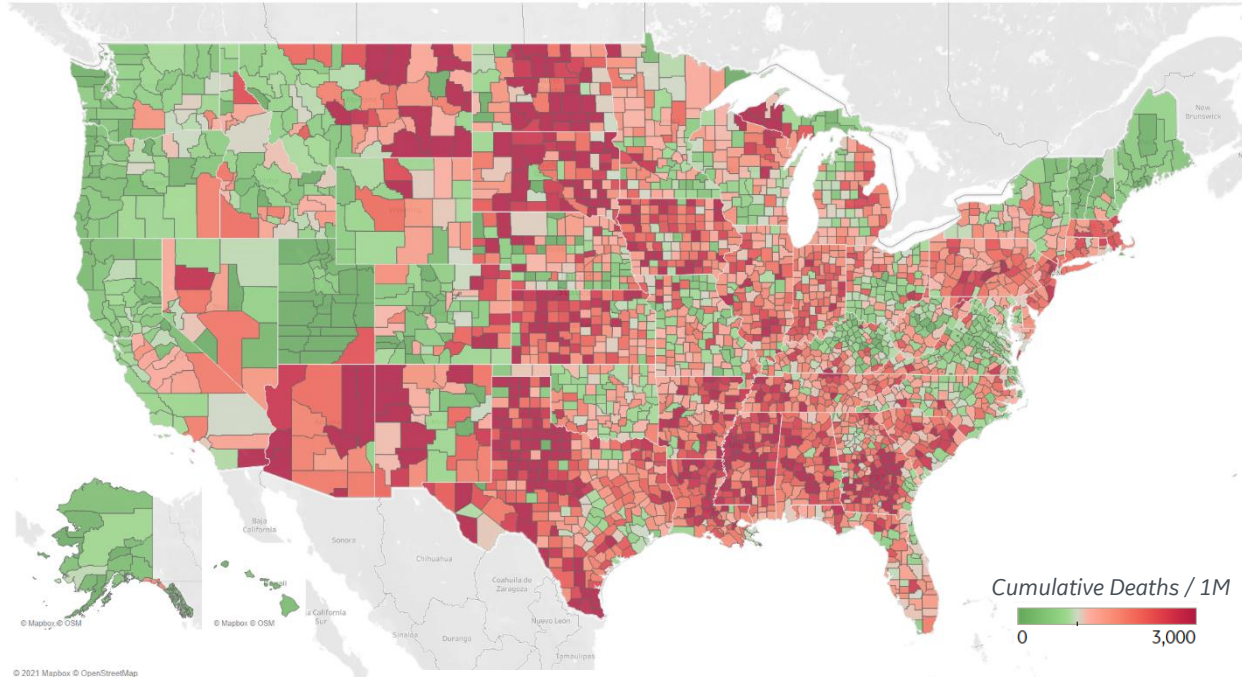 New
Brunswick
Baja
California
Sonora
Chihuahua
Coahuila de
Zaragoza
Nuevo León
Sinaloa
Durango
Tamaulipas
a California
Sur
© Mapbox © OSM
© Mapbox © OSM
© 2021 Mapbox © OpenStreetMap
Cumulative Deaths / 1M
0
3,000